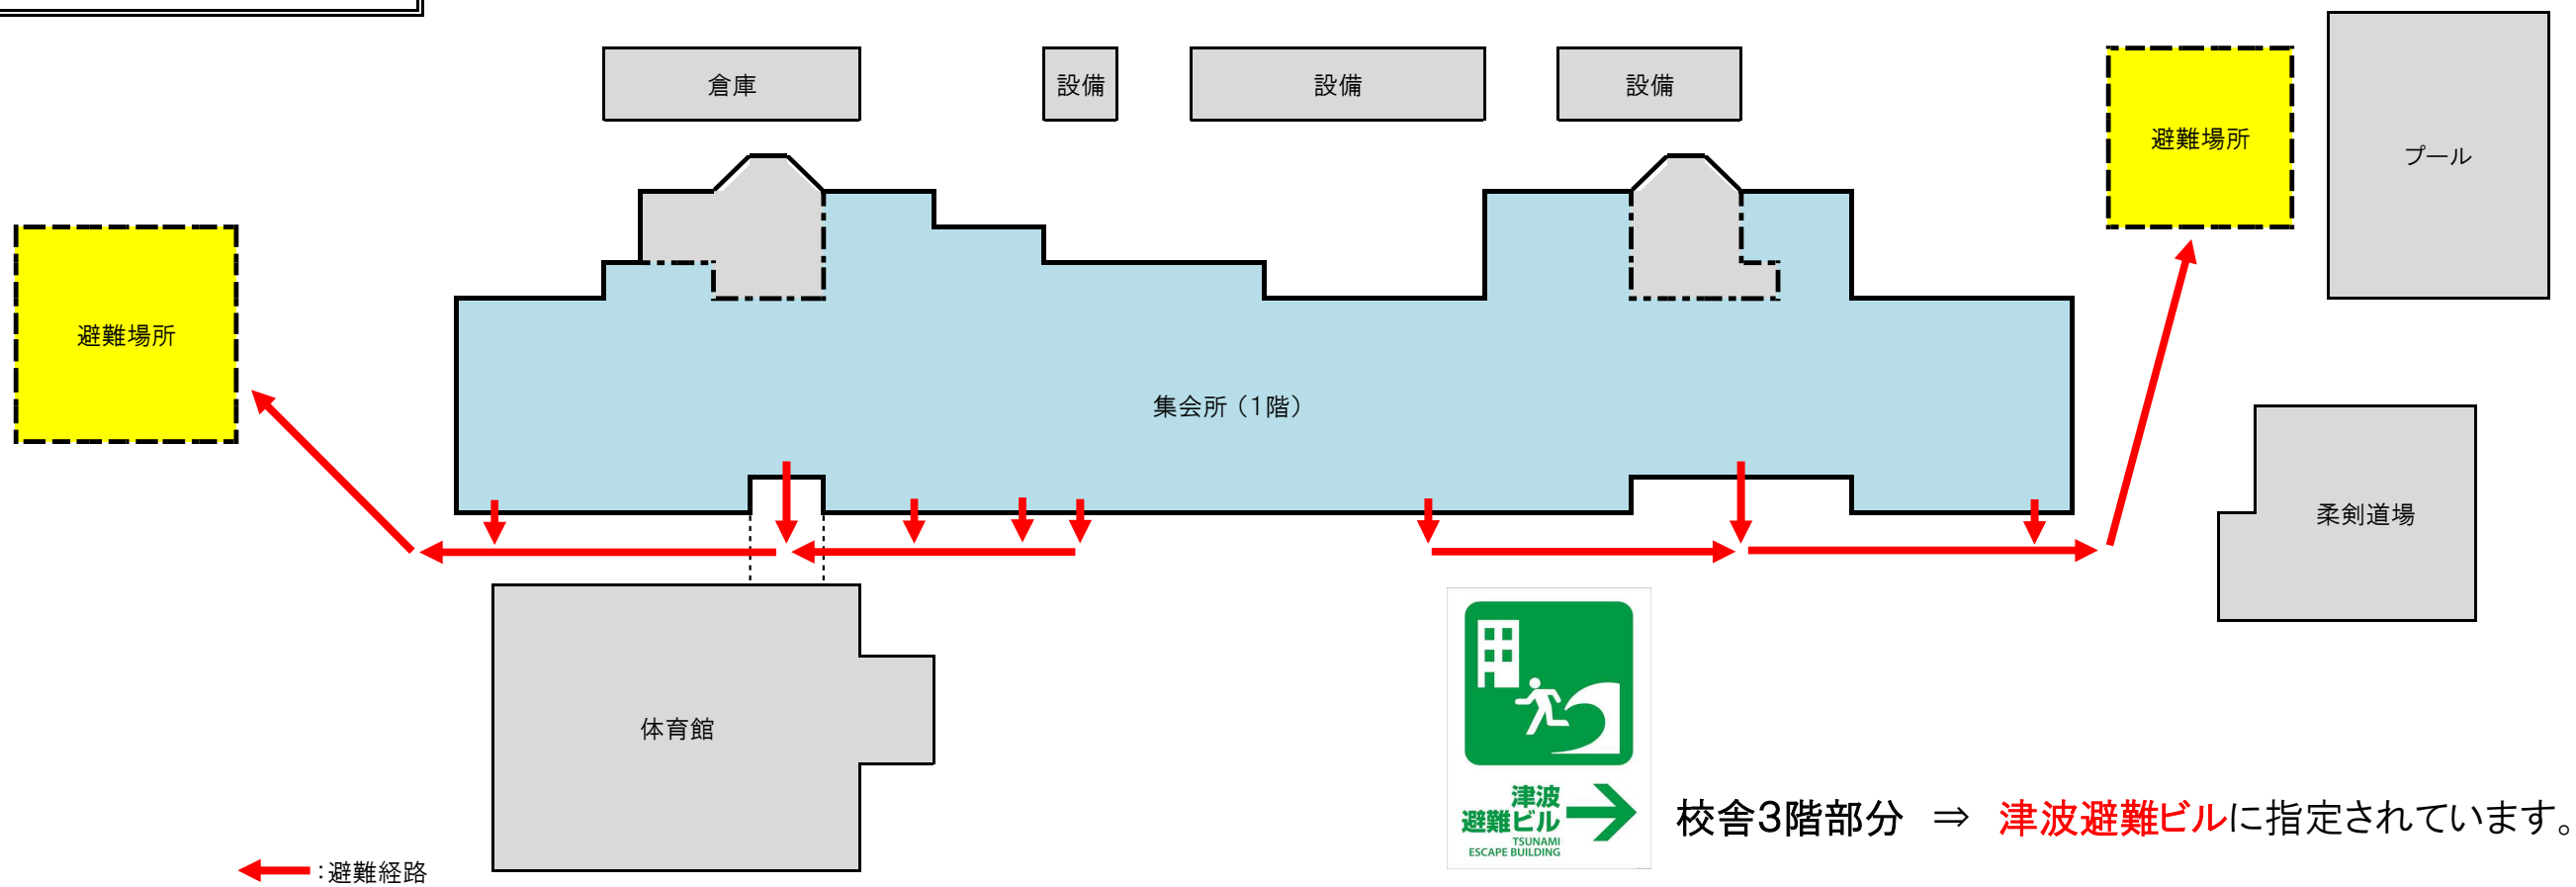 倉庫
設備
設備
設備
避難場所
プール
避難場所
集会所（1階）
柔剣道場
体育館
津波
避難ビル
TSUNAMI
ESCAPE BUILDING
校舎3階部分 ⇒ 津波避難ビルに指定されています。
：避難経路